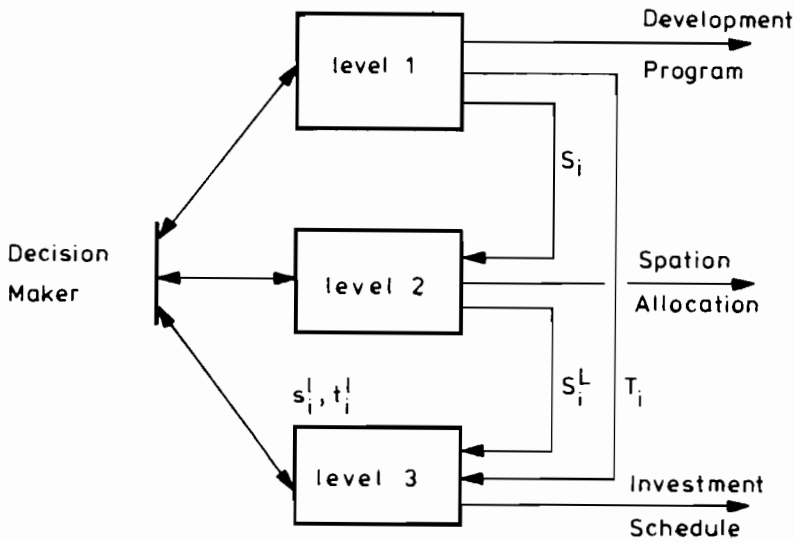 Development
level 1
Program
S_i
Decision
Maker
level 2
Spation
Allocation
s_i^l, t_i^l
S_i^L
T_i
level 3
Investment
Schedule